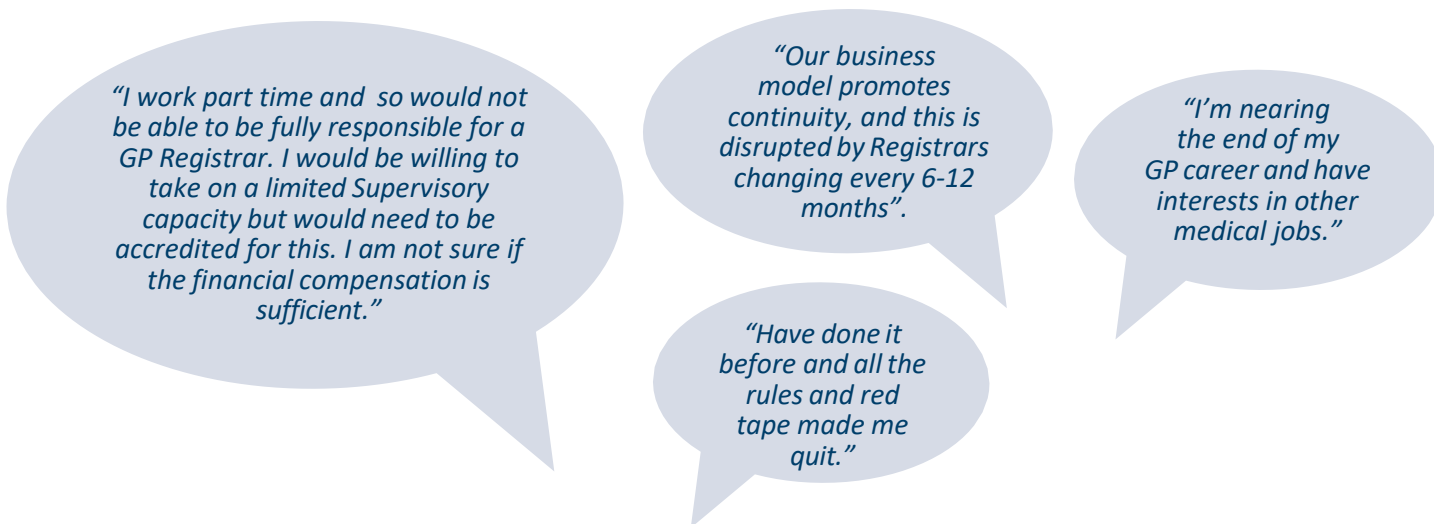 “I work part time and so would not
be able to be fully responsible for a
GP Registrar. I would be willing to
take on a limited Supervisory
capacity but would need to be
accredited for this. I am not sure if
the financial compensation is
sufficient.”
“Our business
model promotes
continuity, and this is
disrupted by Registrars
changing every 6-12
months”.
“I’m nearing
the end of my
GP career and have
interests in other
medical jobs.”
“Have done it
before and all the
rules and red
tape made me
quit.”